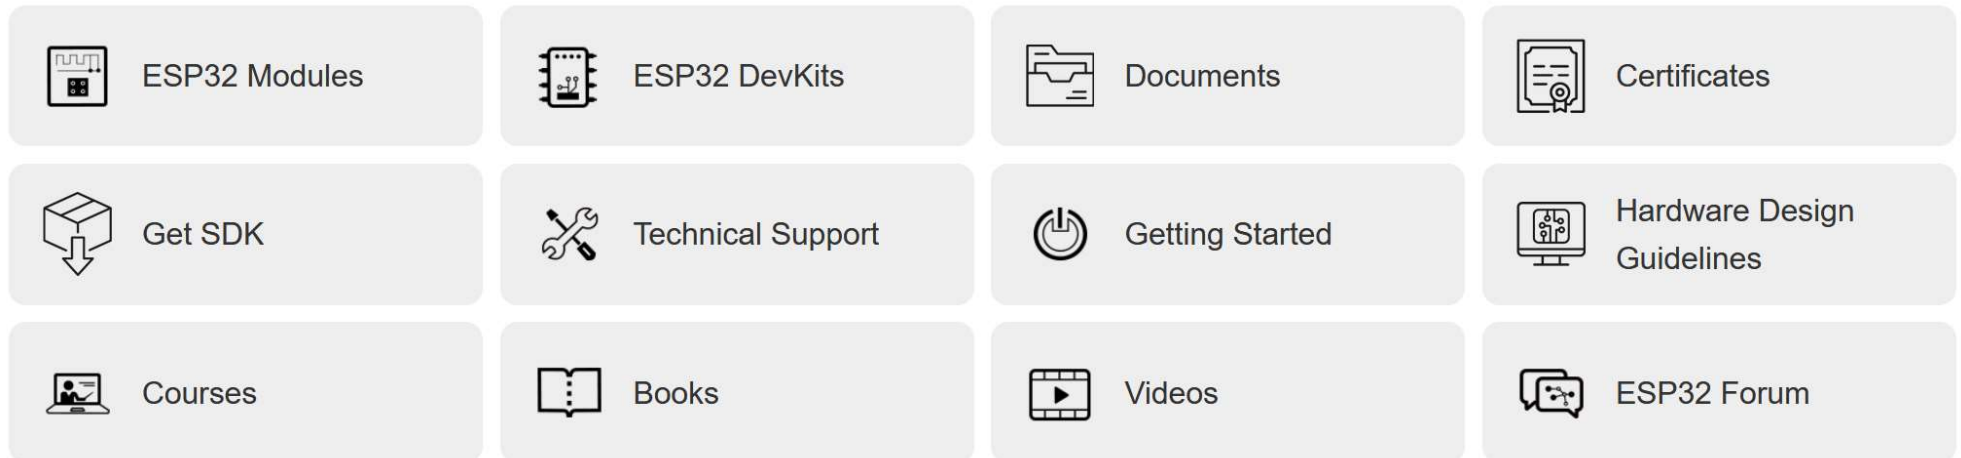 ESP32 Modules
ESP32 DevKits
Documents
Certificates
Get SDK
Technical Support
Getting Started
Hardware Design
Guidelines
Courses
Books
Videos
ESP32 Forum